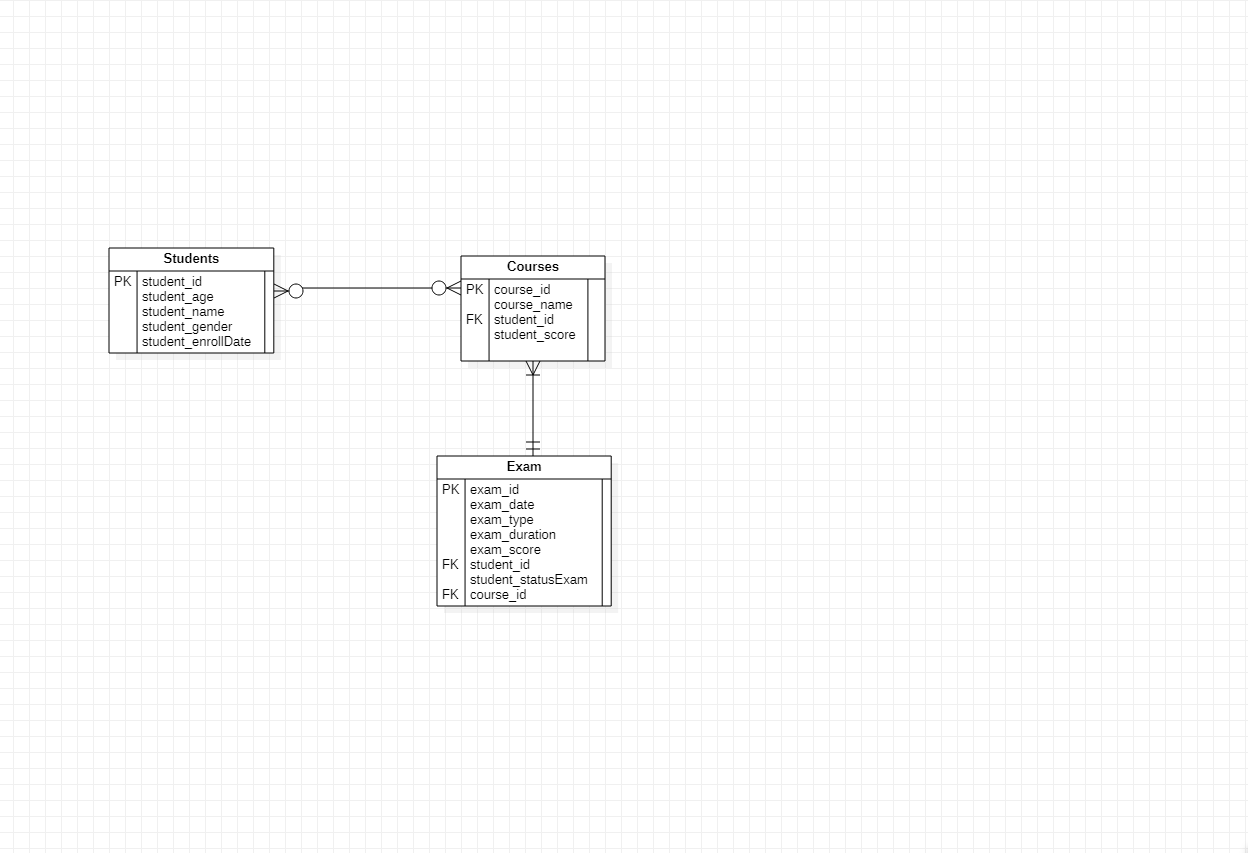 Students
PK student_id
student_age
student_name
student_gender
student_enrollDate
Courses
PK course_id
course_name
FK student_id
student_score
Exam
PK exam_id
exam_date
exam_type
exam_duration
exam_score
FK student_id
student_statusExam
FK course_id